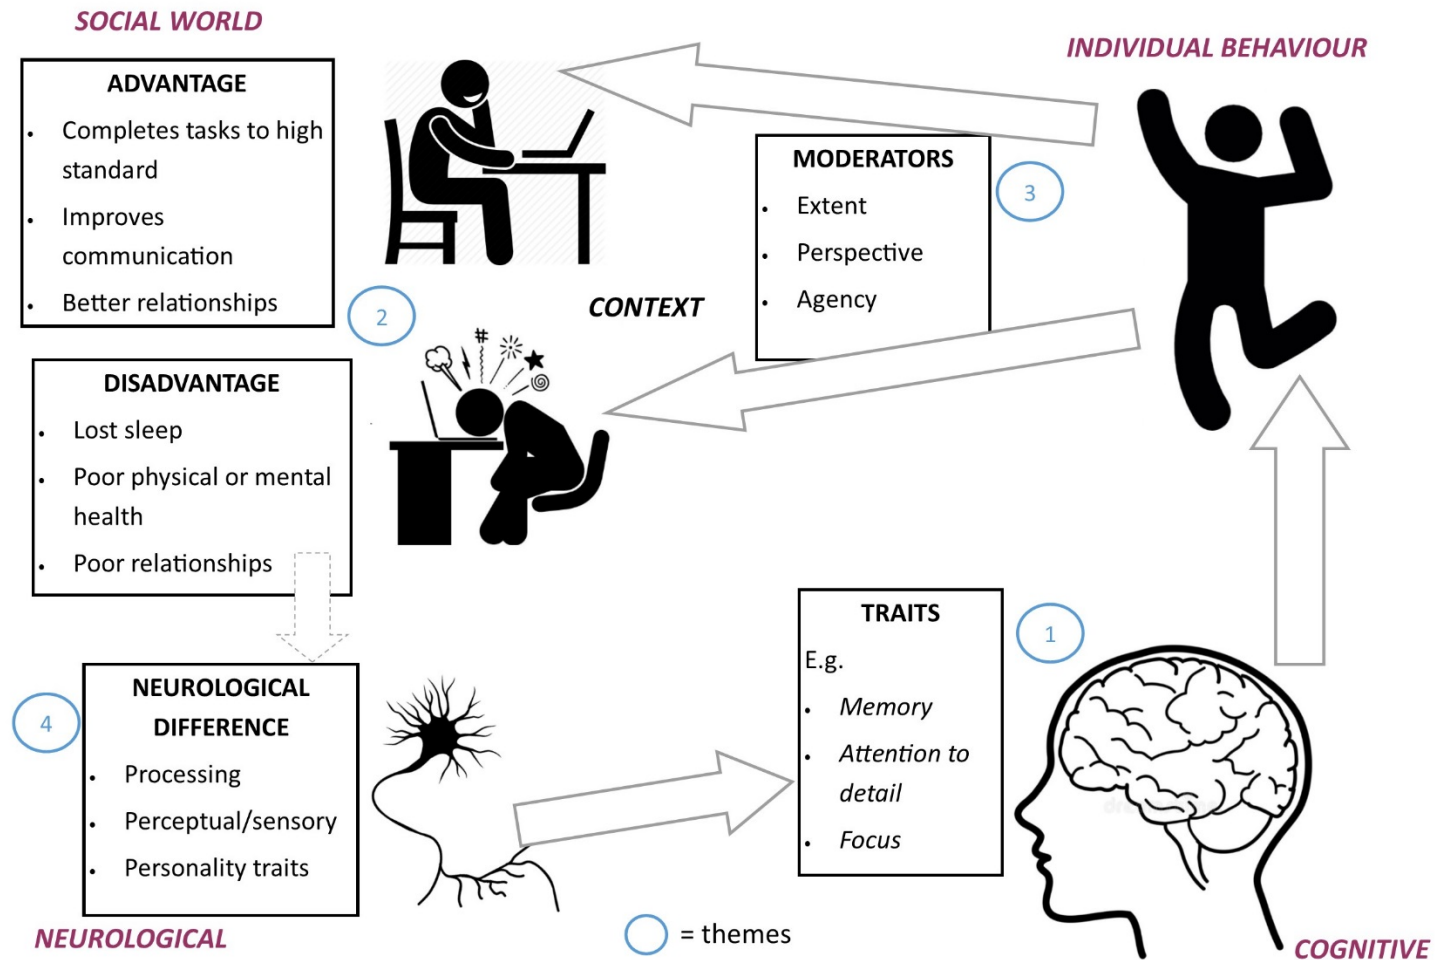 SOCIAL WORLD
INDIVIDUAL BEHAVIOUR
ADVANTAGE
• Completes tasks to high
standard
• Improves
communication
• Better relationships
2
MODERATORS
• Extent
• Perspective
• Agency
3
CONTEXT
DISADVANTAGE
• Lost sleep
• Poor physical or mental
health
• Poor relationships
#
TRAITS
E.g.
• Memory
• Attention to
detail
• Focus
1
4
NEUROLOGICAL
DIFFERENCE
• Processing
• Perceptual/sensory
• Personality traits
NEUROLOGICAL
= themes
COGNITIVE